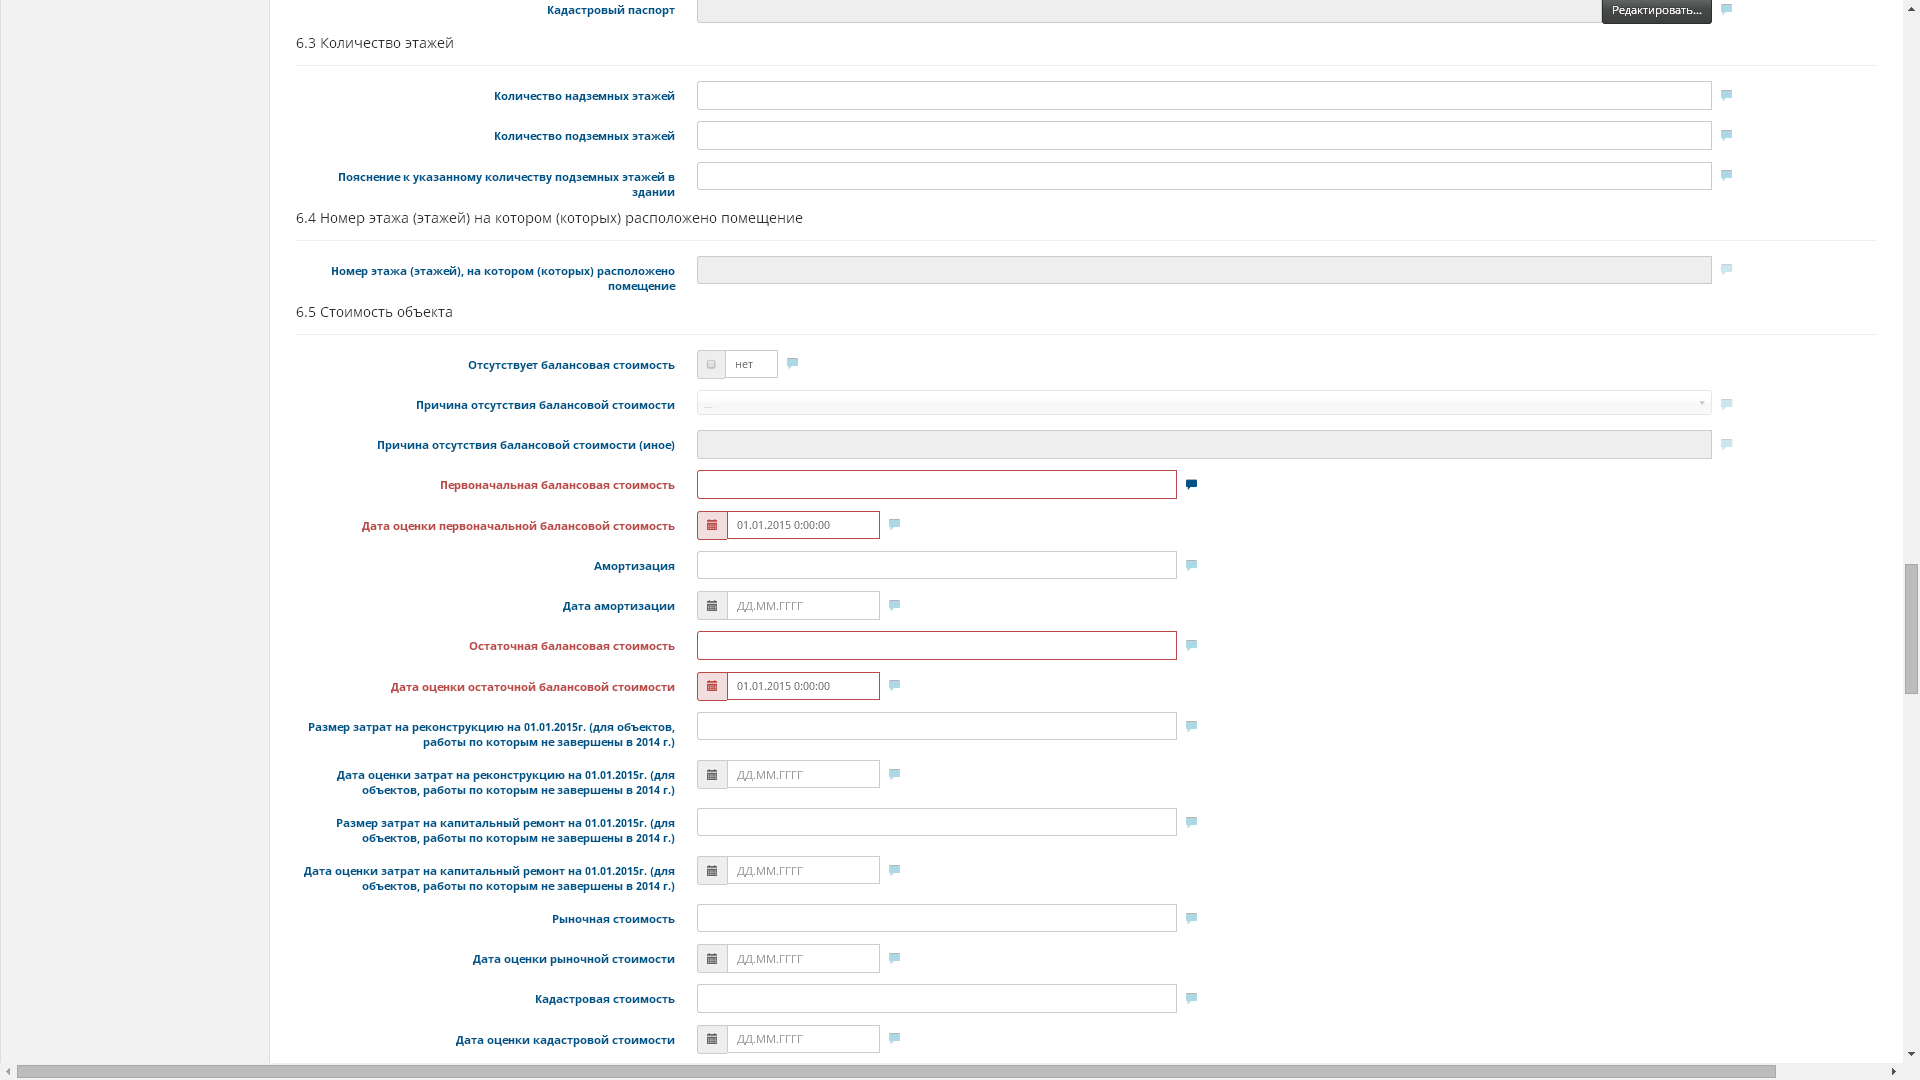 Кадастровый паспорт
Редактировать...
6.3 Количество этажей
Количество надземных этажей
Количество подземных этажей
Пояснение к указанному количеству подземных этажей в
здании
6.4 Номер этажа (этажей) на котором (которых) расположено помещение
Номер этажа (этажей), на котором (которых) расположено
помещение
6.5 Стоимость объекта
Отсутствует балансовая стоимость
нет
Причина отсутствия балансовой стоимости
...
Причина отсутствия балансовой стоимости (иное)
Первоначальная балансовая стоимость
Дата оценки первоначальной балансовой стоимость
01.01.2015 0:00:00
Амортизация
Дата амортизации
ДД.ММ.ГГГГ
Остаточная балансовая стоимость
Дата оценки остаточной балансовой стоимости
01.01.2015 0:00:00
Размер затрат на реконструкцию на 01.01.2015г. (для объектов,
работы по которым не завершены в 2014 г.)
Дата оценки затрат на реконструкцию на 01.01.2015г. (для
объектов, работы по которым не завершены в 2014 г.)
ДД.ММ.ГГГГ
Размер затрат на капитальный ремонт на 01.01.2015г. (для
объектов, работы по которым не завершены в 2014 г.)
Дата оценки затрат на капитальный ремонт на 01.01.2015г. (для
объектов, работы по которым не завершены в 2014 г.)
ДД.ММ.ГГГГ
Рыночная стоимость
Дата оценки рыночной стоимости
ДД.ММ.ГГГГ
Кадастровая стоимость
Дата оценки кадастровой стоимости
ДД.ММ.ГГГГ